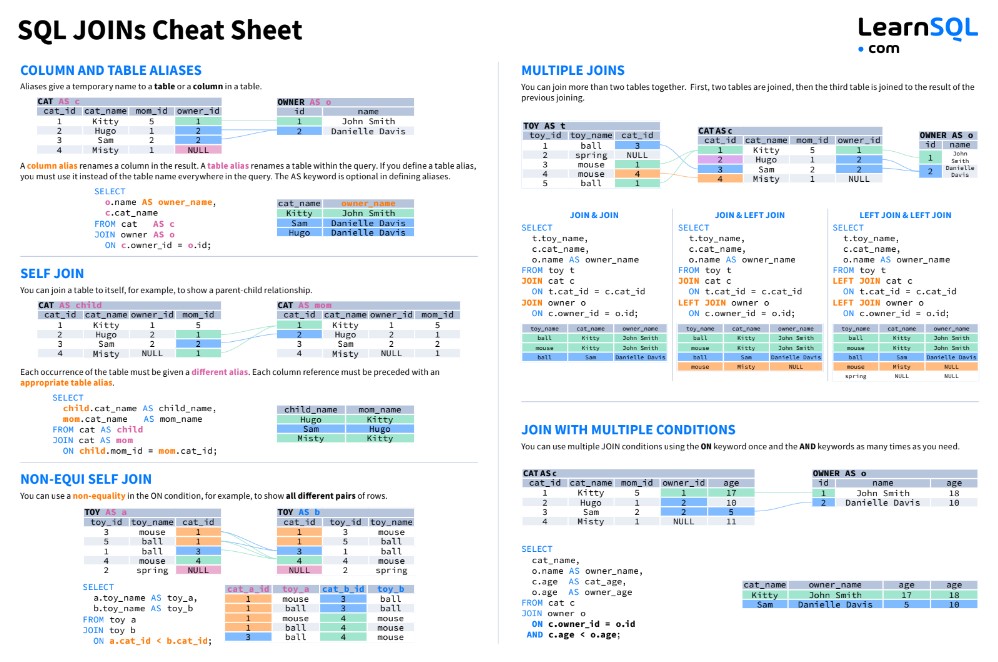 SQL JOINs Cheat Sheet
LearnSQL
• com
COLUMN AND TABLE ALIASES
Aliases give a temporary name to a table or a column in a table.
CAT AS c
cat_id cat_name mom_id owner_id
1 Kitty 5 1
2 Hugo 1 2
3 Sam 2 2
4 Misty 1 NULL
OWNER AS o
id name
1 John Smith
2 Danielle Davis
A column alias renames a column in the result. A table alias renames a table within the query. If you define a table alias,
you must use it instead of the table name everywhere in the query. The AS keyword is optional in defining aliases.
SELECT
o.name AS owner_name,
c.cat_name
FROM cat AS c
JOIN owner AS o
ON c.owner_id = o.id;
cat_name owner_name
Kitty John Smith
Sam Danielle Davis
Hugo Danielle Davis
SELF JOIN
You can join a table to itself, for example, to show a parent-child relationship.
CAT AS child
cat_id cat_name owner_id mom_id
1 Kitty 1 5
2 Hugo 2 1
3 Sam 2 2
4 Misty NULL 1
CAT AS mom
cat_id cat_name owner_id mom_id
1 Kitty 1 5
2 Hugo 2 1
3 Sam 2 2
4 Misty NULL 1
Each occurrence of the table must be given a different alias. Each column reference must be preceded with an
appropriate table alias.
SELECT
child.cat_name AS child_name,
mom.cat_name AS mom_name
FROM cat AS child
JOIN cat AS mom
ON child.mom_id = mom.cat_id;
child_name mom_name
Hugo Kitty
Sam Hugo
Misty Kitty
NON-EQUI SELF JOIN
You can use a non-equality in the ON condition, for example, to show all different pairs of rows.
TOY AS a
toy_id toy_name cat_id
3 mouse 1
5 ball 1
1 ball 3
4 mouse 4
2 spring NULL
TOY AS b
cat_id toy_id toy_name
1 3 mouse
1 5 ball
3 1 ball
4 4 mouse
NULL 2 spring
SELECT
a.toy_name AS toy_a,
b.toy_name AS toy_b
FROM toy a
JOIN toy b
ON a.cat_id < b.cat_id;
cat_a_id toy_a cat_b_id toy_b
1 mouse 3 ball
1 ball 3 ball
1 mouse 4 mouse
1 ball 4 mouse
3 ball 4 mouse
MULTIPLE JOINS
You can join more than two tables together. First, two tables are joined, then the third table is joined to the result of the
previous joining.
TOY AS t
toy_id toy_name cat_id
1 ball 3
2 spring NULL
3 mouse 1
4 mouse 4
5 ball 1
CAT AS c
cat_id cat_name mom_id owner_id
1 Kitty 5 1
2 Hugo 1 2
3 Sam 2 2
4 Misty 1 NULL
OWNER AS o
id name
1 John
Smith
2 Danielle
Davis
JOIN & JOIN
SELECT
t.toy_name,
c.cat_name,
o.name AS owner_name
FROM toy t
JOIN cat c
ON t.cat_id = c.cat_id
JOIN owner o
ON c.owner_id = o.id;
toy_name cat_name owner_name
ball Kitty John Smith
mouse Kitty John Smith
ball Sam Danielle Davis
JOIN & LEFT JOIN
SELECT
t.toy_name,
c.cat_name,
o.name AS owner_name
FROM toy t
JOIN cat c
ON t.cat_id = c.cat_id
LEFT JOIN owner o
ON c.owner_id = o.id;
toy_name cat_name owner_name
ball Kitty John Smith
mouse Kitty John Smith
ball Sam Danielle Davis
mouse Misty NULL
LEFT JOIN & LEFT JOIN
SELECT
t.toy_name,
c.cat_name,
o.name AS owner_name
FROM toy t
LEFT JOIN cat c
ON t.cat_id = c.cat_id
LEFT JOIN owner o
ON c.owner_id = o.id;
toy_name cat_name owner_name
ball Kitty John Smith
mouse Kitty John Smith
ball Sam Danielle Davis
mouse Misty NULL
spring NULL NULL
JOIN WITH MULTIPLE CONDITIONS
You can use multiple JOIN conditions using the ON keyword once and the AND keywords as many times as you need.
CAT AS c
cat_id cat_name mom_id owner_id age
1 Kitty 5 1 17
2 Hugo 1 2 10
3 Sam 2 2 5
4 Misty 1 NULL 11
OWNER AS o
id name age
1 John Smith 18
2 Danielle Davis 10
SELECT
cat_name,
o.name AS owner_name,
c.age AS cat_age,
o.age AS owner_age
FROM cat c
JOIN owner o
ON c.owner_id = o.id
AND c.age < o.age;
cat_name owner_name age age
Kitty John Smith 17 18
Sam Danielle Davis 5 10